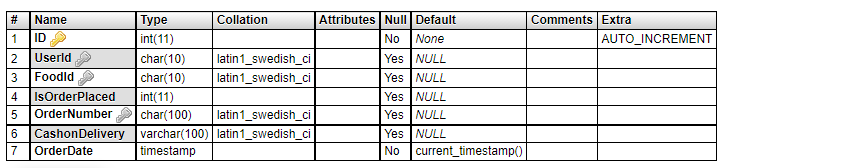 # Name Type Collation Attributes Null Default Comments Extra
1 ID int(11) No None AUTO_INCREMENT
2 UserId char(10) latin1_swedish_ci Yes NULL
3 FoodId char(10) latin1_swedish_ci Yes NULL
4 IsOrderPlaced int(11) Yes NULL
5 OrderNumber char(100) latin1_swedish_ci Yes NULL
6 CashonDelivery varchar(100) latin1_swedish_ci Yes NULL
7 OrderDate timestamp No current_timestamp()